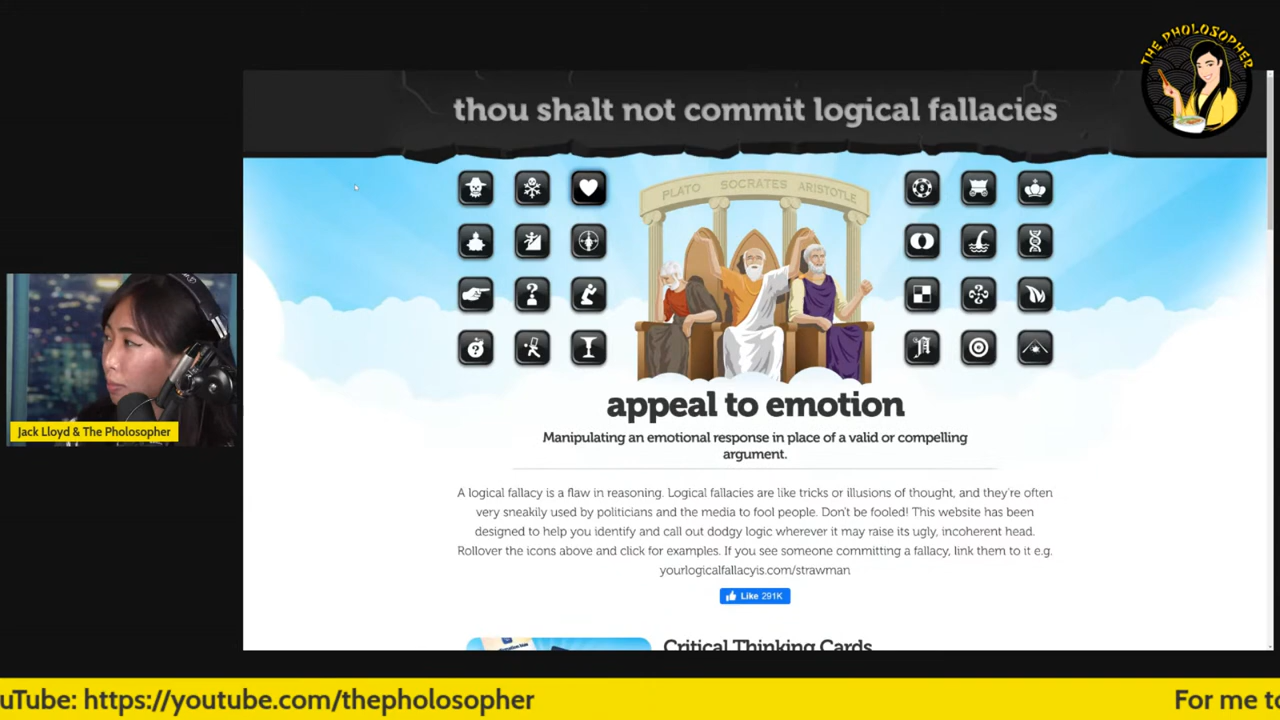 THE PHOLOSOPHER
thou shalt not commit logical fallacies
PLATO SOCRATES ARISTOTLE
Jack Lloyd & The Pholosopher
appeal to emotion
Manipulating an emotional response in place of a valid or compelling
argument.
A logical fallacy is a flaw in reasoning. Logical fallacies are like tricks or illusions of thought, and they're often
very sneakily used by politicians and the media to fool people. Don't be fooled! This website has been
designed to help you identify and call out dodgy logic wherever it may raise its ugly, incoherent head.
Rollover the icons above and click for examples. If you see someone committing a fallacy, link them to it e.g.
yourlogicalfallacyis.com/strawman
Like 291K
Critical Thinking Cards
uTube: https://youtube.com/thepholosopher
For me to